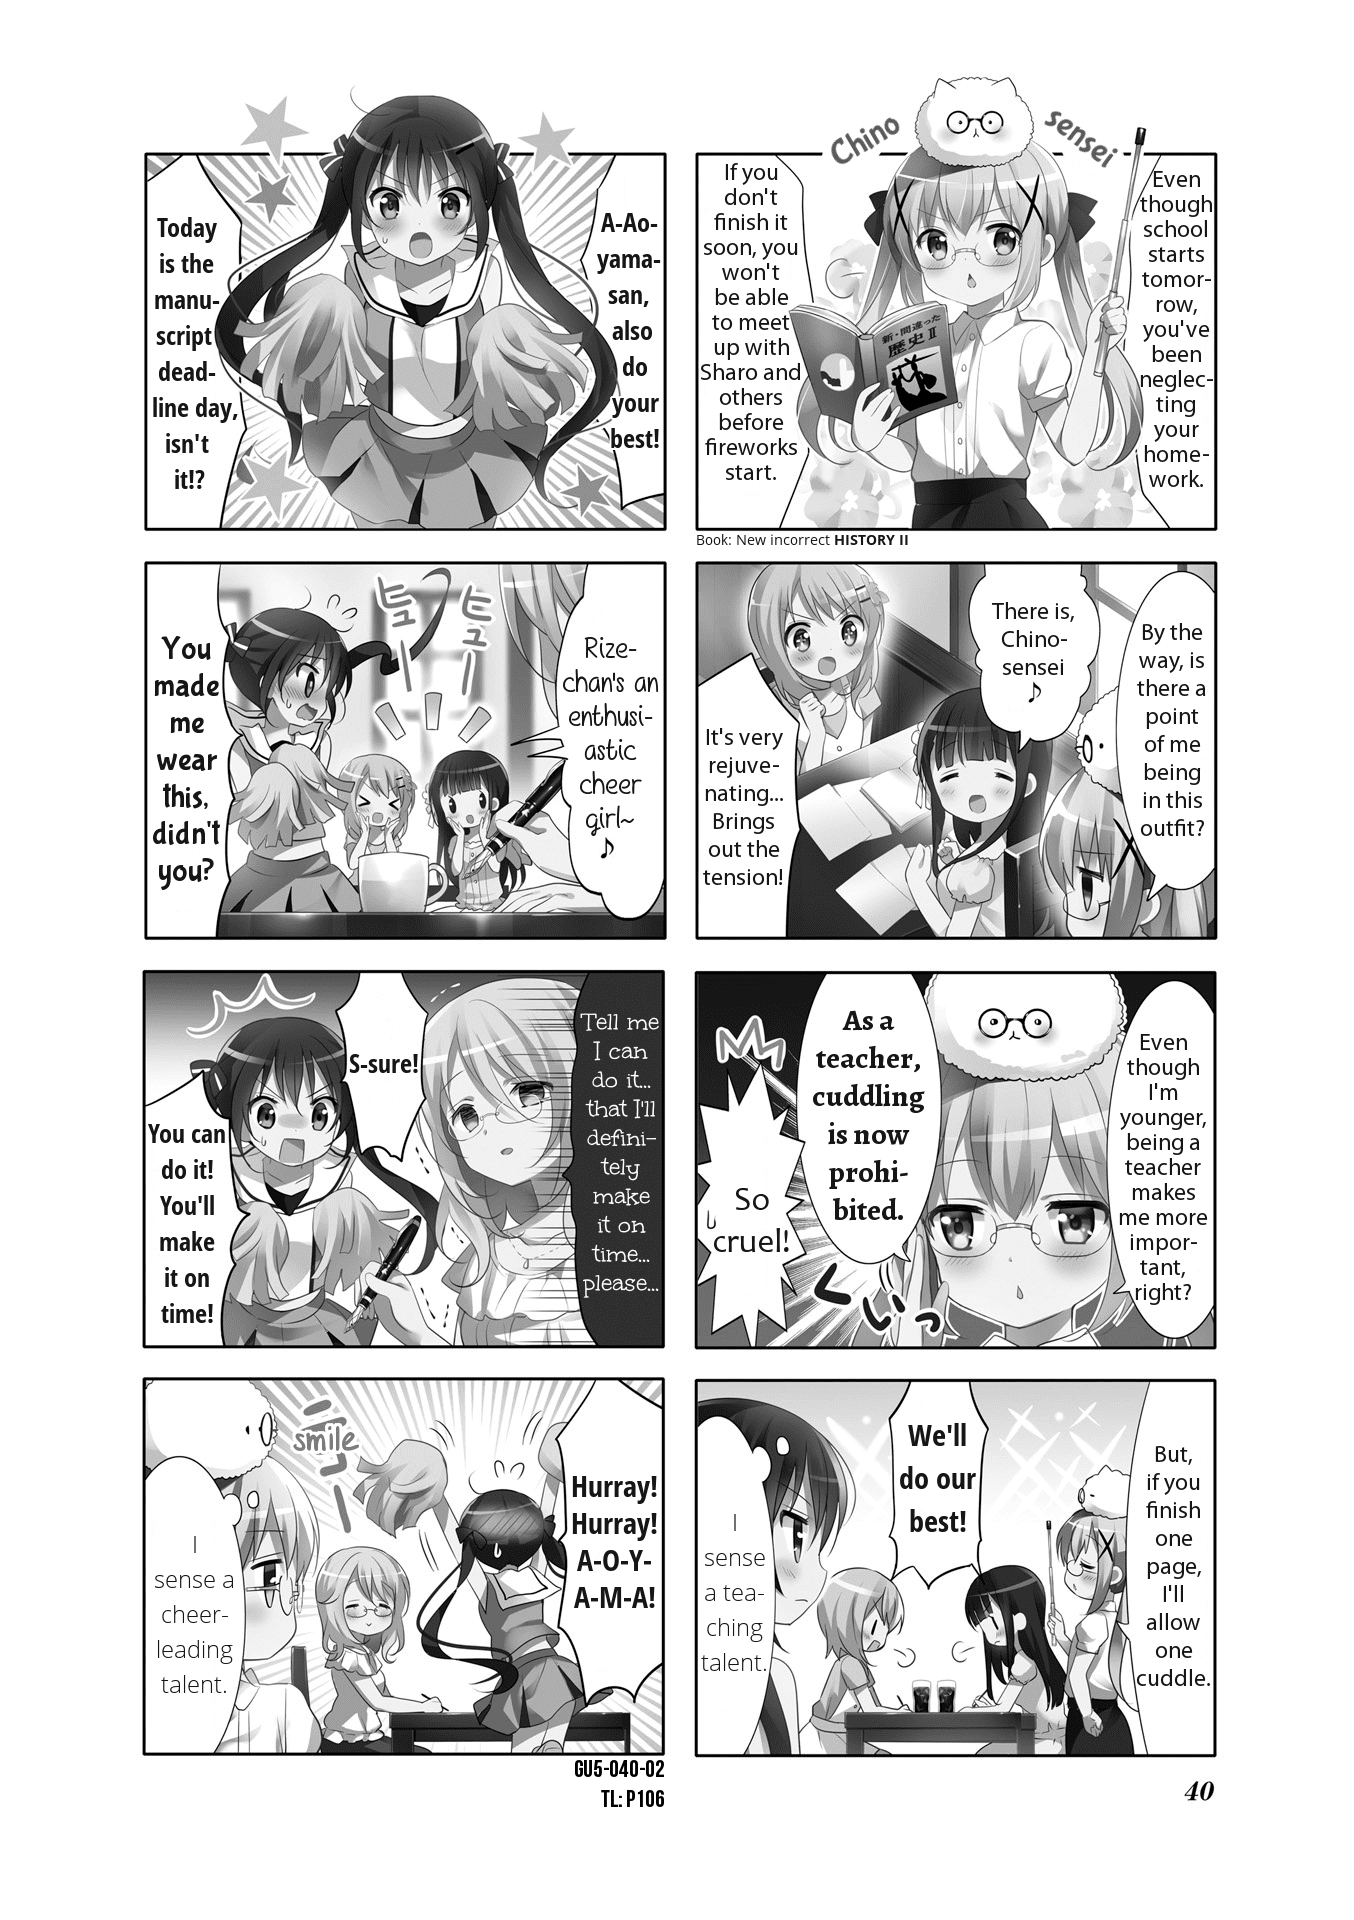 Chino
sensei
Even
though
school
starts
tomor-
row,
you've
been
neglec-
ting
your
home-
work.
If you
don't
finish it
soon, you
won't
be able
to meet
up with
Sharo and
others
before
fireworks
start.
新・間違った
歴史Ⅱ
Book: New incorrect HISTORY II
By the
way, is
there a
point
of me
being
in this
outfit?
There is,
Chino-
sensei
♪
It's very
rejuve-
nating...
Brings
out the
tension!
Even
though
I'm
younger,
being a
teacher
makes
me more
impor-
tant,
right?
As a
teacher,
cuddling
is now
prohi-
bited.
くいっ
So
cruel!
But,
if you
finish
one
page,
I'll
allow
one
cuddle.
We'll
do our
best!
I
sense
a tea-
ching
talent.
40
A-Ao-
yama-
san,
also
do
your
best!
Today
is the
manu-
script
dead-
line day,
isn't
it!?
Rize-
chan's an
enthusi-
astic
cheer
girl~
♪
ヒュー
ヒュー
You
made
me
wear
this,
didn't
you?
Tell me
I can
do it...
that I'll
defini-
tely
make
it on
time...
please...
S-sure!
You can
do it!
You'll
make
it on
time!
Hurray!
Hurray!
A-O-Y-
A-M-A!
smile
I
sense a
cheer-
leading
talent.
GU5-040-02
TL: P106